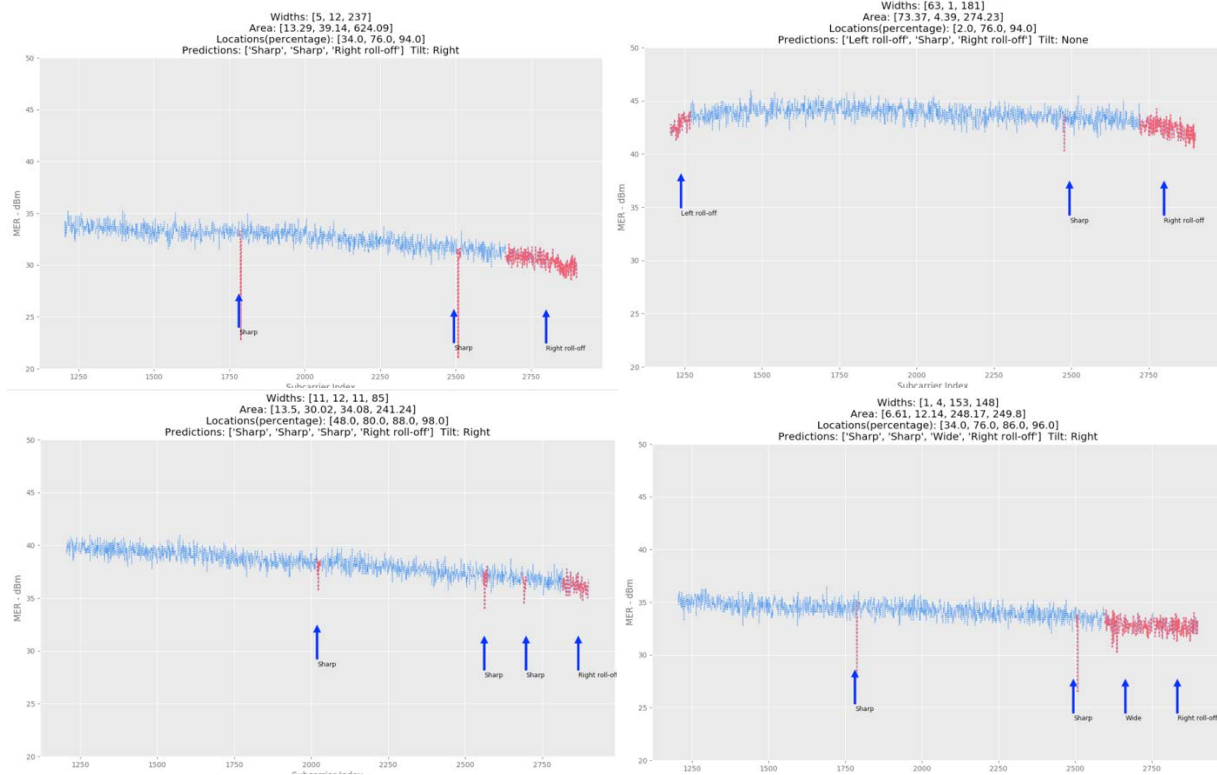 Widths: [5, 12, 237]
Area: [13.29, 39.14, 624.09]
Locations(percentage): [34.0, 76.0, 94.0]
Predictions: ['Sharp', 'Sharp', 'Right roll-off'] Tilt: Right
50
45
40
35
30
25
20
MER - dBm
Sharp
Sharp
Right roll-off
1250 1500 1750 2000 2250 2500 2750
Subcarrier Index
Widths: [63, 1, 181]
Area: [73.37, 4.39, 274.23]
Locations(percentage): [2.0, 76.0, 94.0]
Predictions: ['Left roll-off', 'Sharp', 'Right roll-off'] Tilt: None
50
45
40
35
30
25
20
MER - dBm
Left roll-off
Sharp
Right roll-off
1250 1500 1750 2000 2250 2500 2750
Subcarrier Index
Widths: [11, 12, 11, 85]
Area: [13.5, 30.02, 34.08, 241.24]
Locations(percentage): [48.0, 80.0, 88.0, 98.0]
Predictions: ['Sharp', 'Sharp', 'Sharp', 'Right roll-off'] Tilt: Right
50
45
40
35
30
25
20
MER - dBm
Sharp
Sharp
Sharp
Right roll-off
1250 1500 1750 2000 2250 2500 2750
Subcarrier Index
Widths: [1, 4, 153, 148]
Area: [6.61, 12.14, 248.17, 249.8]
Locations(percentage): [34.0, 76.0, 86.0, 96.0]
Predictions: ['Sharp', 'Sharp', 'Wide', 'Right roll-off'] Tilt: Right
50
45
40
35
30
25
20
MER - dBm
Sharp
Sharp
Wide
Right roll-off
1250 1500 1750 2000 2250 2500 2750